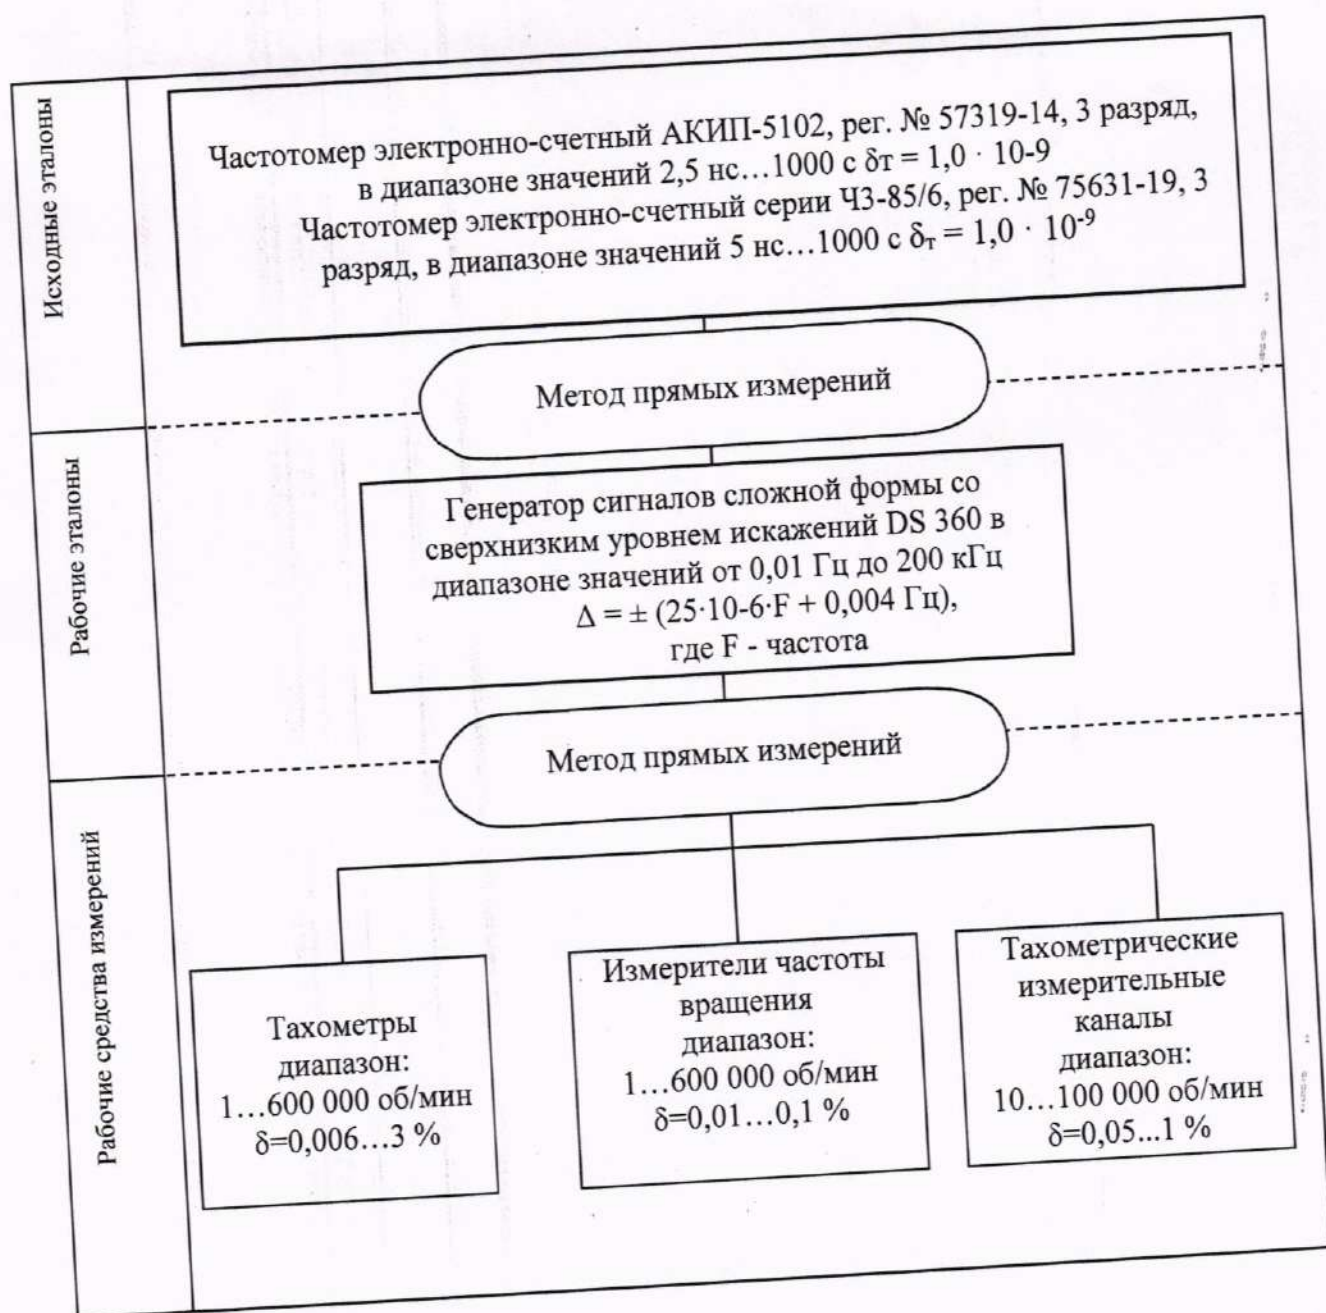 Исходные эталоны
Частотомер электронно-счетный АКИП-5102, рег. № 57319-14, 3 разряд,
в диапазоне значений 2,5 нс…1000 с δт = 1,0 · 10-9
Частотомер электронно-счетный серии Ч3-85/6, рег. № 75631-19, 3
разряд, в диапазоне значений 5 нс…1000 с δт = 1,0 · 10⁻⁹
Метод прямых измерений
Рабочие эталоны
Генератор сигналов сложной формы со
сверхнизким уровнем искажений DS 360 в
диапазоне значений от 0,01 Гц до 200 кГц
Δ = ± (25·10-6·F + 0,004 Гц),
где F - частота
Метод прямых измерений
Рабочие средства измерений
Тахометры
диапазон:
1…600 000 об/мин
δ=0,006…3 %
Измерители частоты
вращения
диапазон:
1…600 000 об/мин
δ=0,01…0,1 %
Тахометрические
измерительные
каналы
диапазон:
10…100 000 об/мин
δ=0,05...1 %